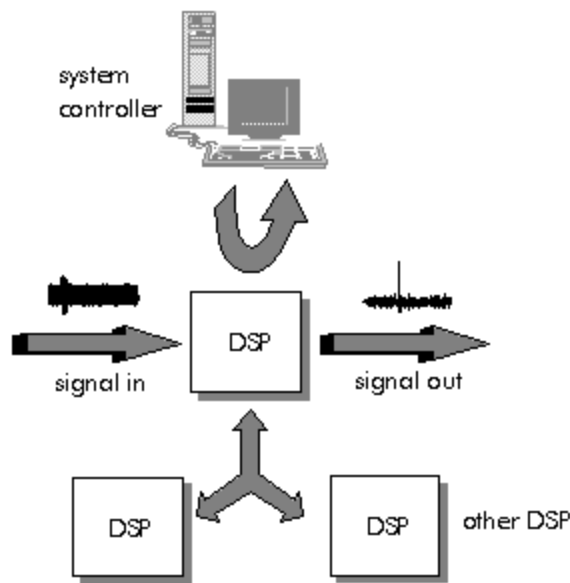 system
controller
DSP
signal in
signal out
DSP
DSP
other DSP